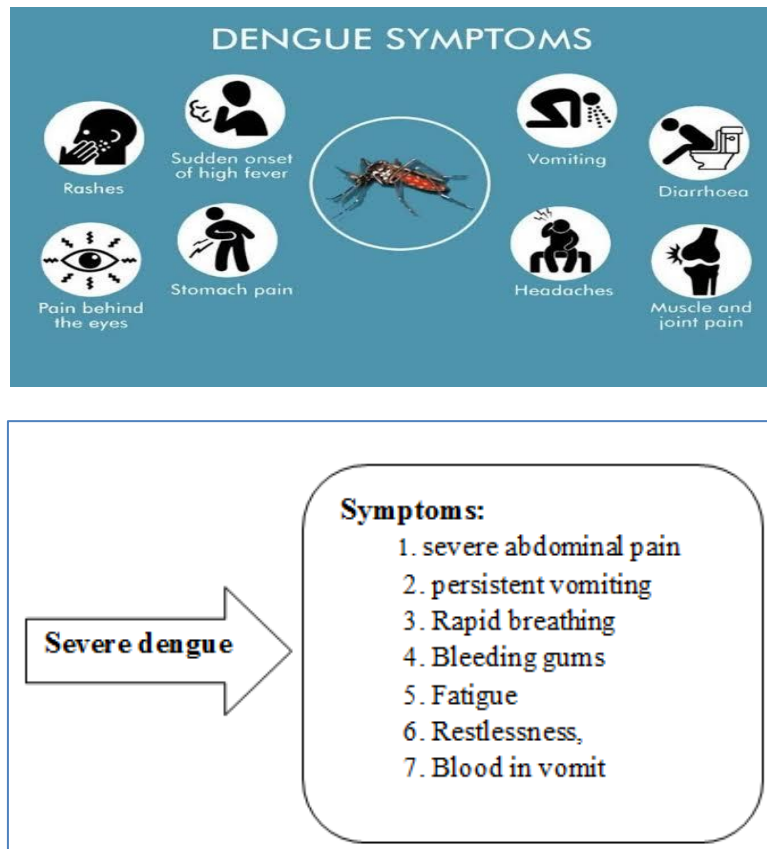 DENGUE SYMPTOMS
Rashes
Sudden onset
of high fever
Vomiting
Diarrhoea
Pain behind
the eyes
Stomach pain
Headaches
Muscle and
joint pain
Severe dengue
Symptoms:
1. severe abdominal pain
2. persistent vomiting
3. Rapid breathing
4. Bleeding gums
5. Fatigue
6. Restlessness,
7. Blood in vomit